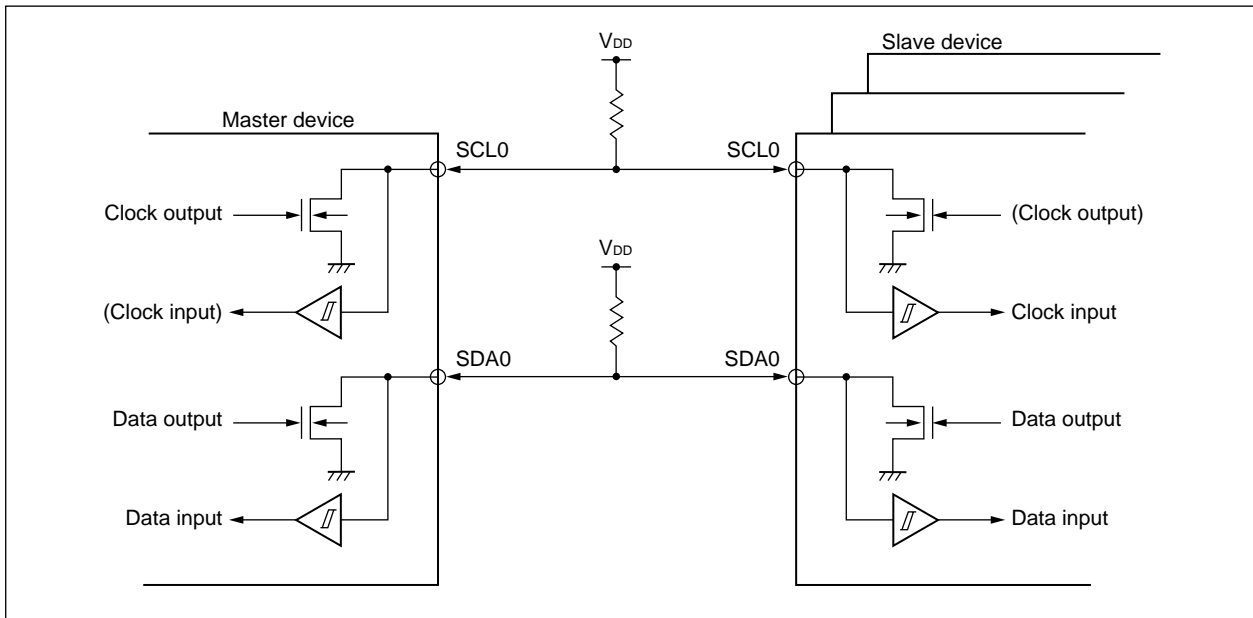 Slave device
VDD
Master device
SCL0
SCL0
Clock output
(Clock output)
VDD
(Clock input)
Clock input
SDA0
SDA0
Data output
Data output
Data input
Data input